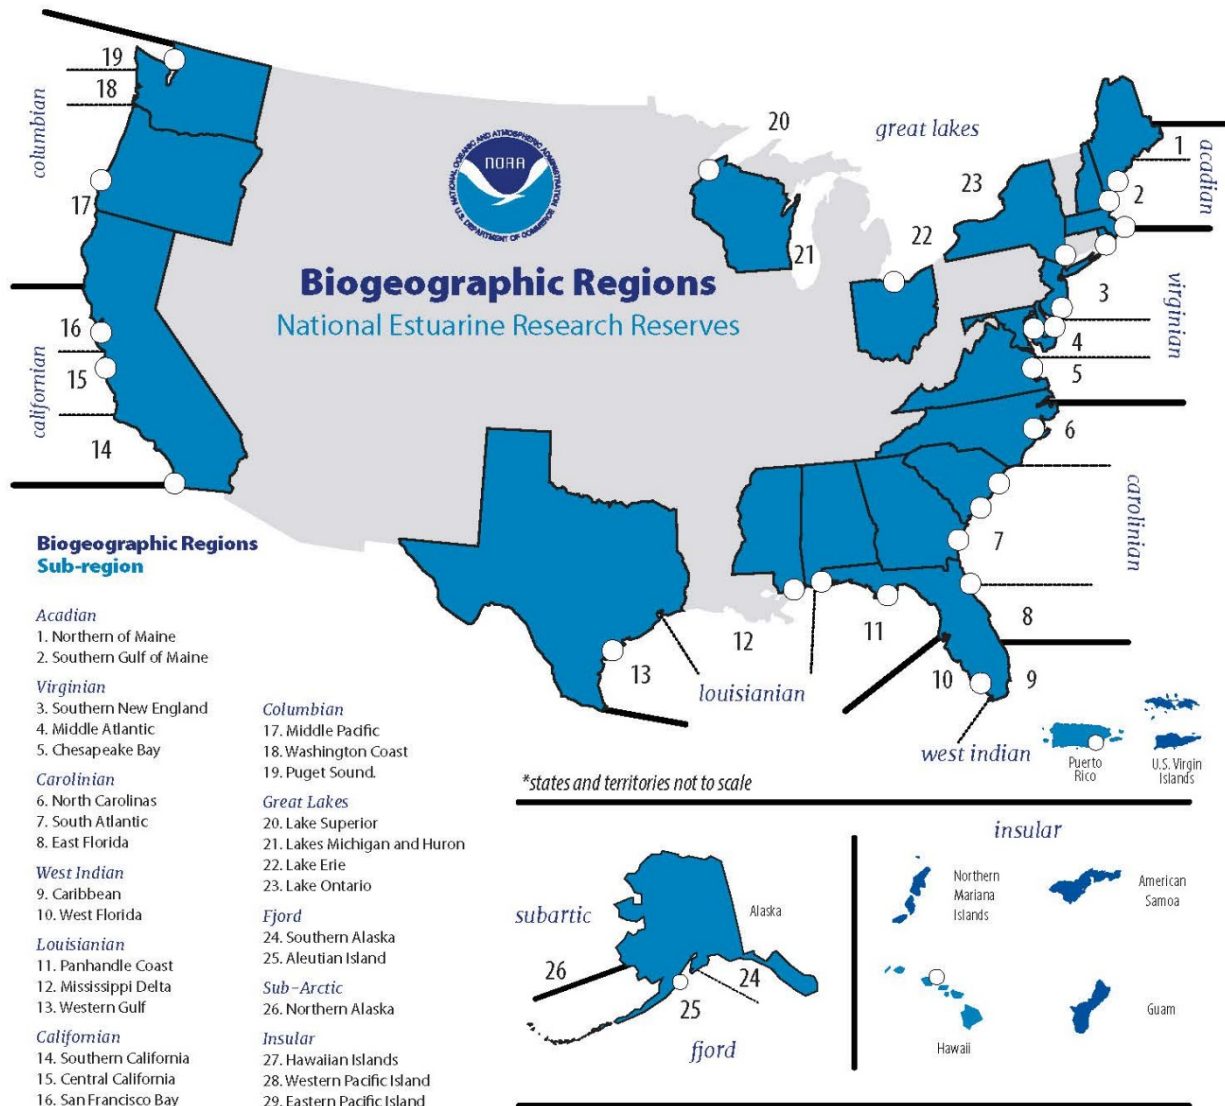 19
18
columbian
17
16
15
californian
14
NATIONAL OCEANIC AND ATMOSPHERIC ADMINISTRATION
NOAA
U.S. DEPARTMENT OF COMMERCE
Biogeographic Regions
National Estuarine Research Reserves
20
great lakes
21
22
23
1
acadian
2
3
virginian
4
5
6
carolinian
7
8
9
10
11
12
13
louisianian
west indian
Puerto
Rico
U.S. Virgin
Islands
*states and territories not to scale
Biogeographic Regions
Sub-region
Acadian
1. Northern of Maine
2. Southern Gulf of Maine
Virginian
3. Southern New England
4. Middle Atlantic
5. Chesapeake Bay
Carolinian
6. North Carolinas
7. South Atlantic
8. East Florida
West Indian
9. Caribbean
10. West Florida
Louisianian
11. Panhandle Coast
12. Mississippi Delta
13. Western Gulf
Californian
14. Southern California
15. Central California
16. San Francisco Bay
Columbian
17. Middle Pacific
18. Washington Coast
19. Puget Sound.
Great Lakes
20. Lake Superior
21. Lakes Michigan and Huron
22. Lake Erie
23. Lake Ontario
Fjord
24. Southern Alaska
25. Aleutian Island
Sub-Arctic
26. Northern Alaska
Insular
27. Hawaiian Islands
28. Western Pacific Island
29. Eastern Pacific Island
subartic
26
Alaska
24
25
fjord
insular
Northern
Mariana
Islands
American
Samoa
Hawaii
Guam